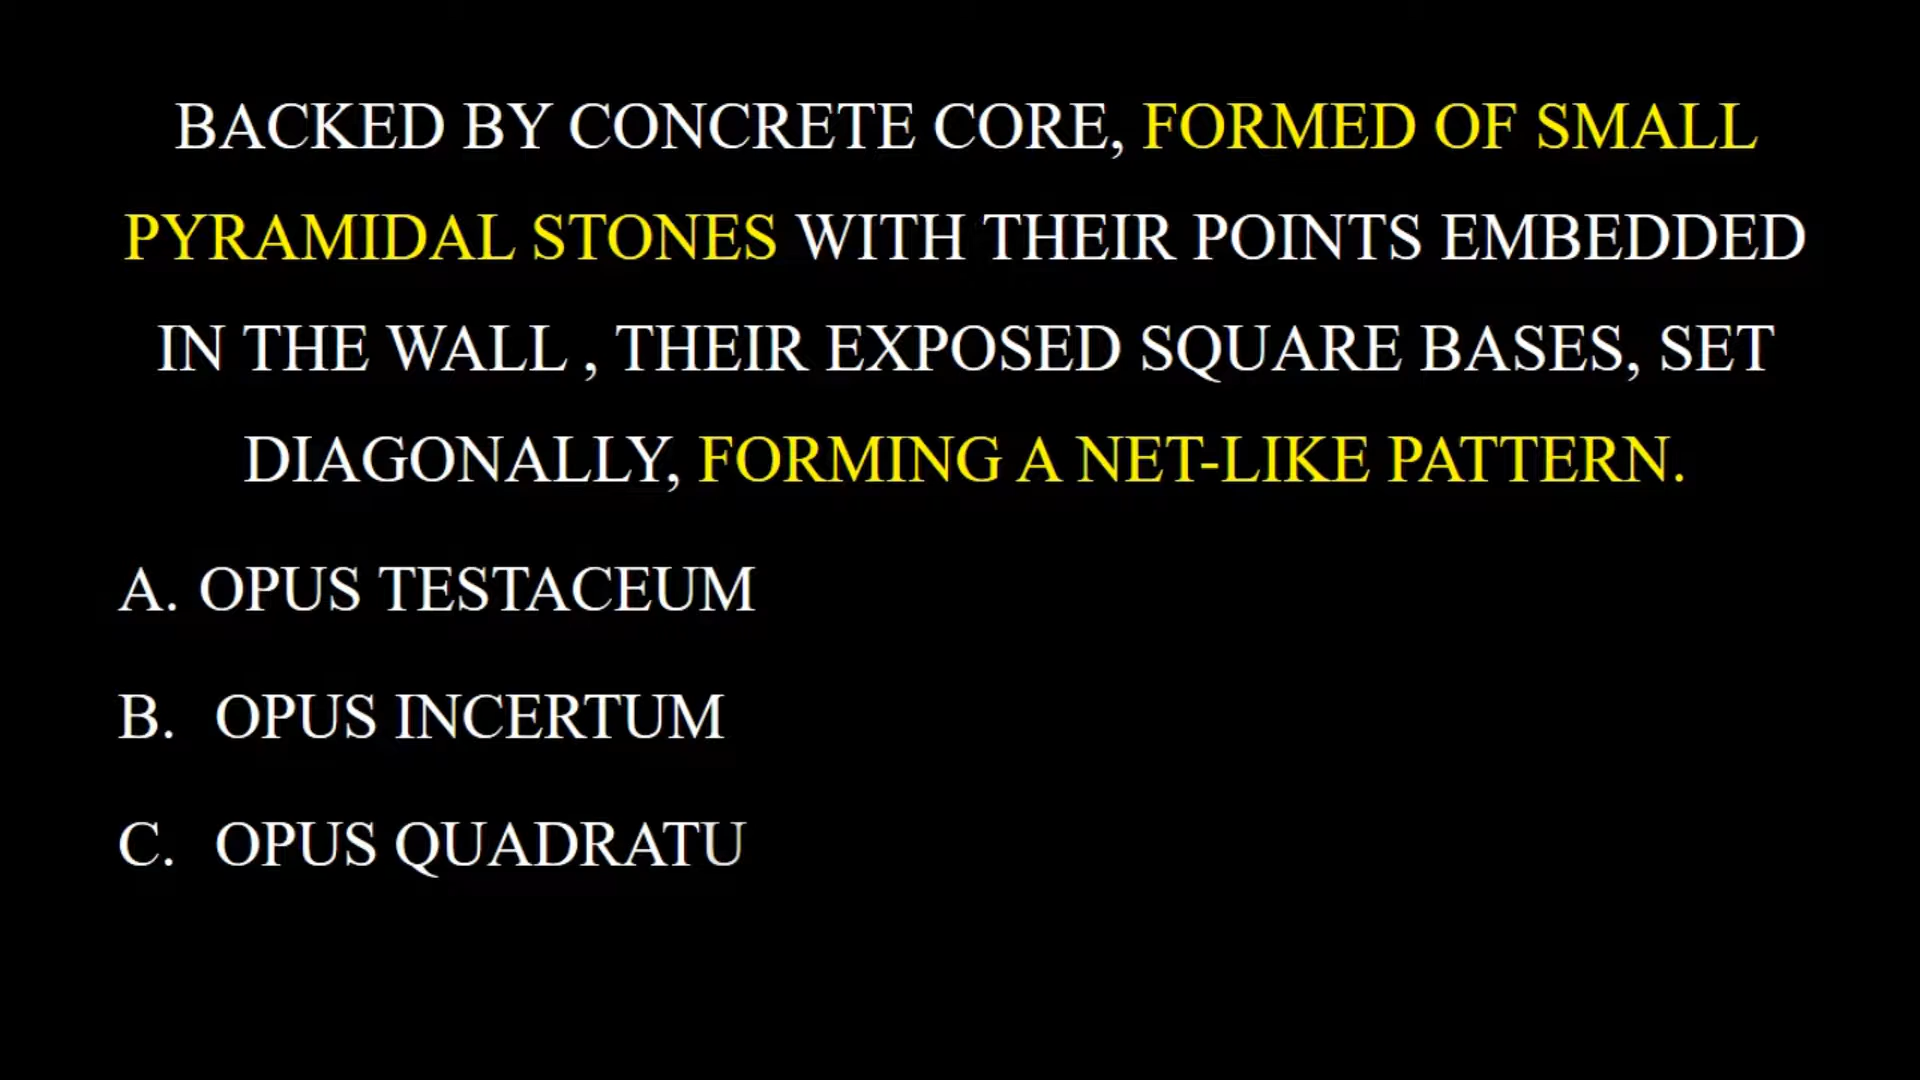 BACKED BY CONCRETE CORE, FORMED OF SMALL
PYRAMIDAL STONES WITH THEIR POINTS EMBEDDED
IN THE WALL , THEIR EXPOSED SQUARE BASES, SET
DIAGONALLY, FORMING A NET-LIKE PATTERN.
A. OPUS TESTACEUM
B. OPUS INCERTUM
C. OPUS QUADRATU